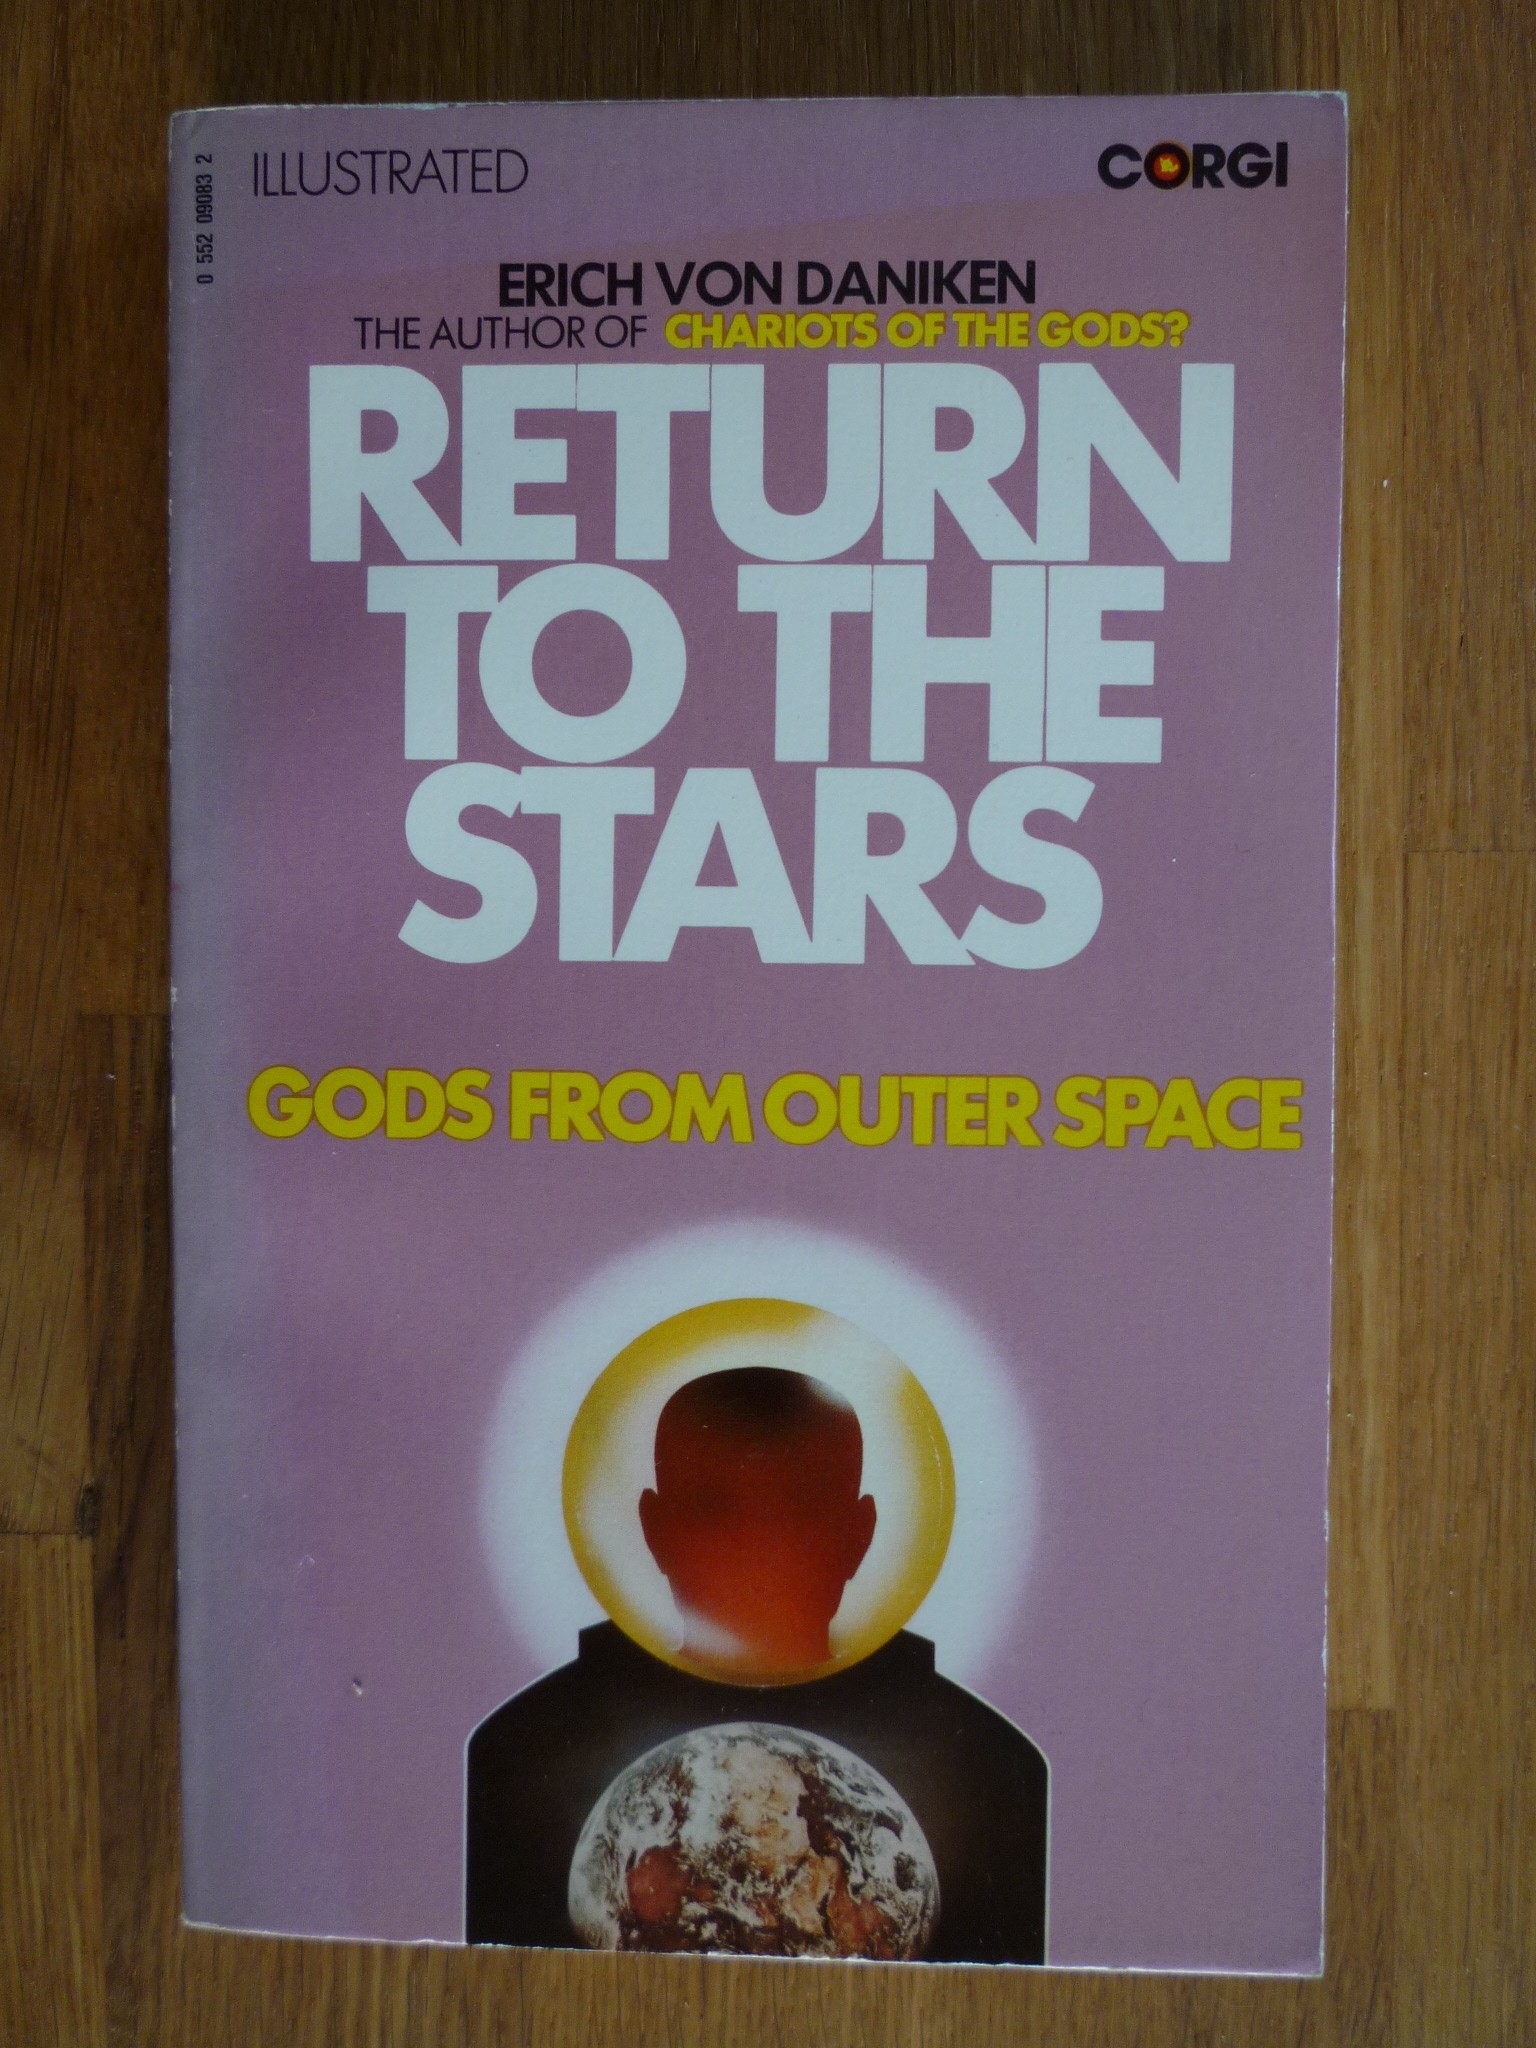 0 552 09083 2
ILLUSTRATED
CORGI
ERICH VON DANIKEN
THE AUTHOR OF CHARIOTS OF THE GODS?
RETURN
TO THE
STARS
GODS FROM OUTER SPACE